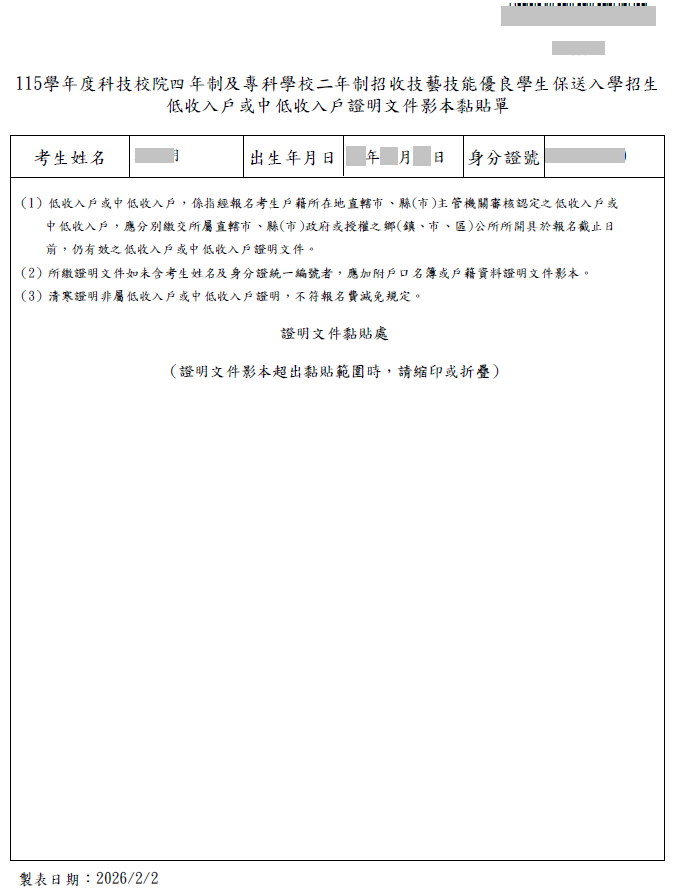 115學年度科技校院四年制及專科學校二年制招收技藝技能優良學生保送入學招生
低收入戶或中低收入戶證明文件影本黏貼單
考生姓名 出生年月日 年 月 日 身分證號
(1) 低收入戶或中低收入戶，係指經報名考生戶籍所在地直轄市、縣(市)主管機關審核認定之低收入戶或
中低收入戶，應分別繳交所屬直轄市、縣(市)政府或授權之鄉(鎮、市、區)公所所開具於報名截止日
前，仍有效之低收入戶或中低收入戶證明文件。
(2) 所繳證明文件如未含考生姓名及身分證統一編號者，應加附戶口名簿或戶籍資料證明文件影本。
(3) 清寒證明非屬低收入戶或中低收入戶證明，不符報名費減免規定。
證明文件黏貼處
（證明文件影本超出黏貼範圍時，請縮印或折疊）
製表日期：2026/2/2